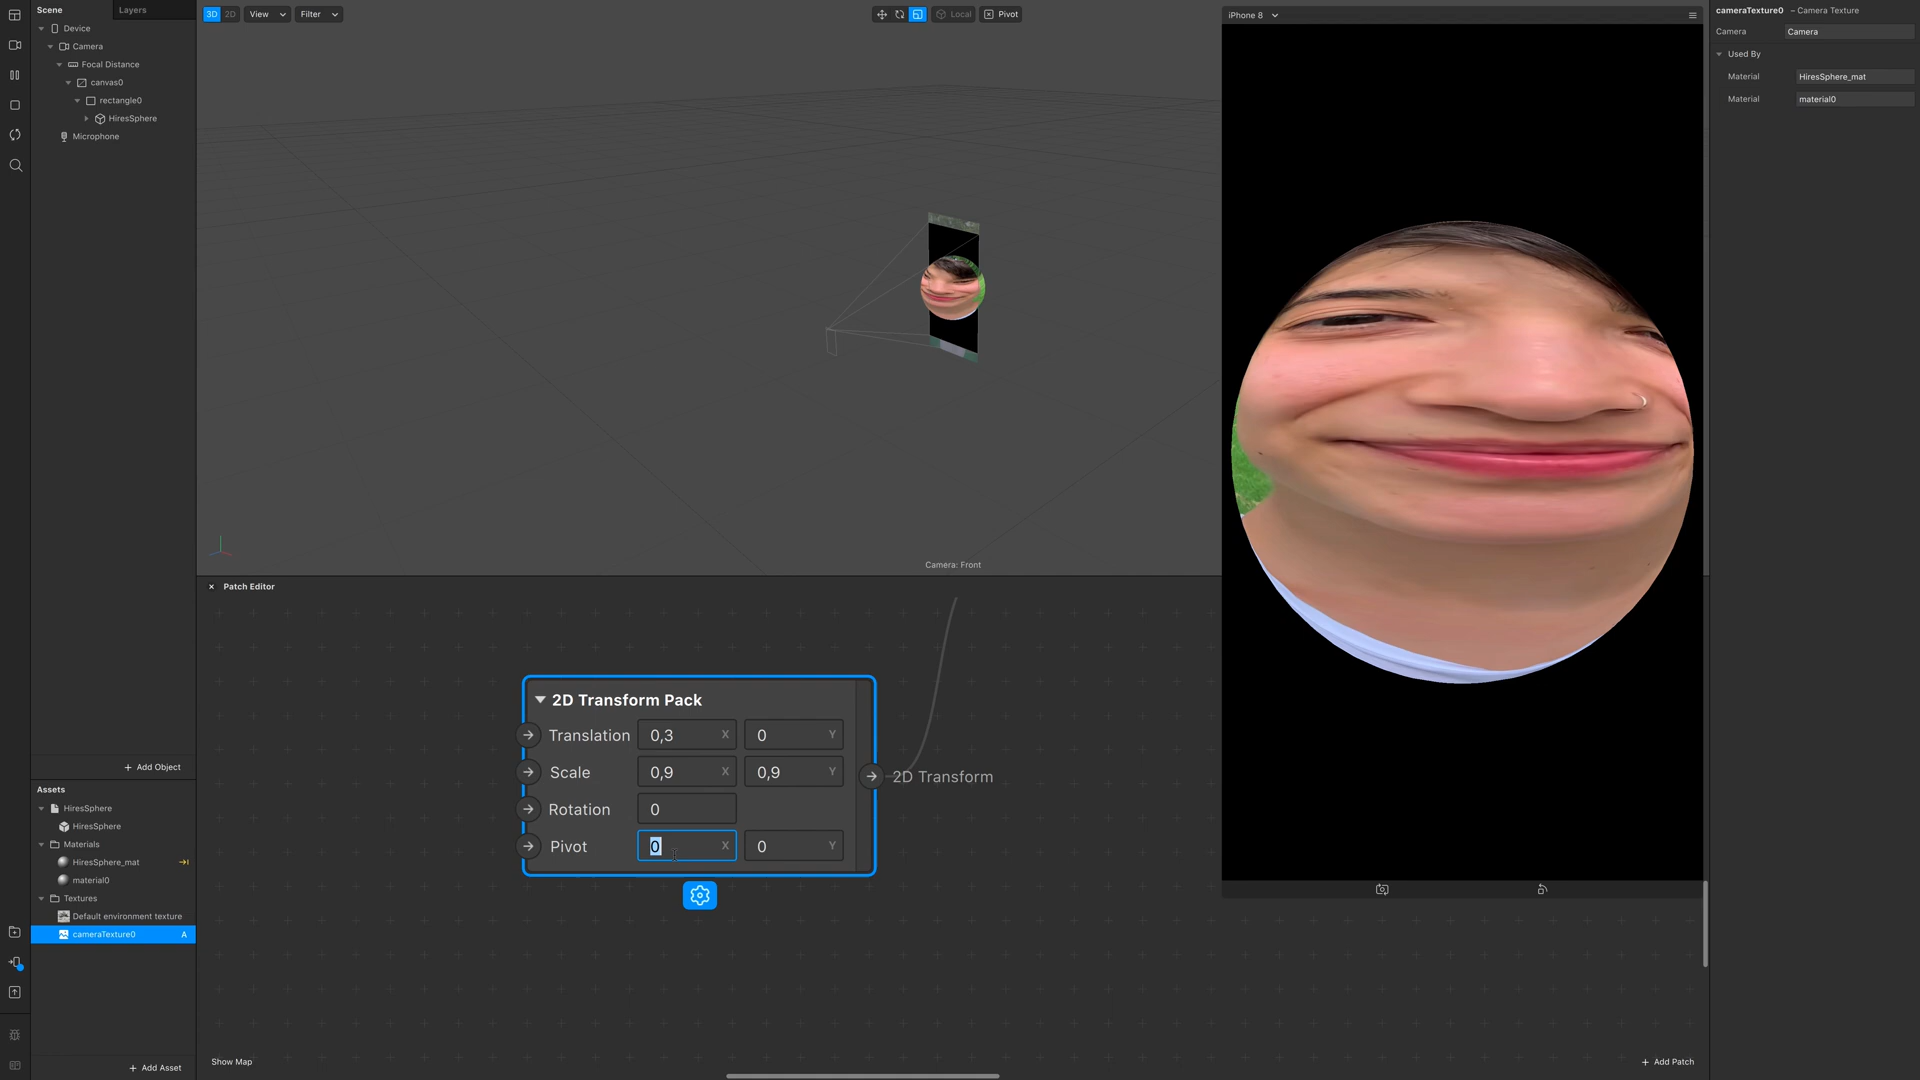 Scene
Layers
Device
Camera
Focal Distance
canvas0
rectangle0
HiresSphere
Microphone
+ Add Object
Assets
HiresSphere
HiresSphere
Materials
HiresSphere_mat
material0
Textures
Default environment texture
cameraTexture0 A
+ Add Asset
3D 2D View Filter
Local Pivot
Camera: Front
Patch Editor
2D Transform Pack
Translation 0,3 X 0 Y
Scale 0,9 X 0,9 Y
Rotation 0
Pivot 0 X 0 Y
2D Transform
Show Map
+ Add Patch
iPhone 8
cameraTexture0 – Camera Texture
Camera Camera
Used By
Material HiresSphere_mat
Material material0